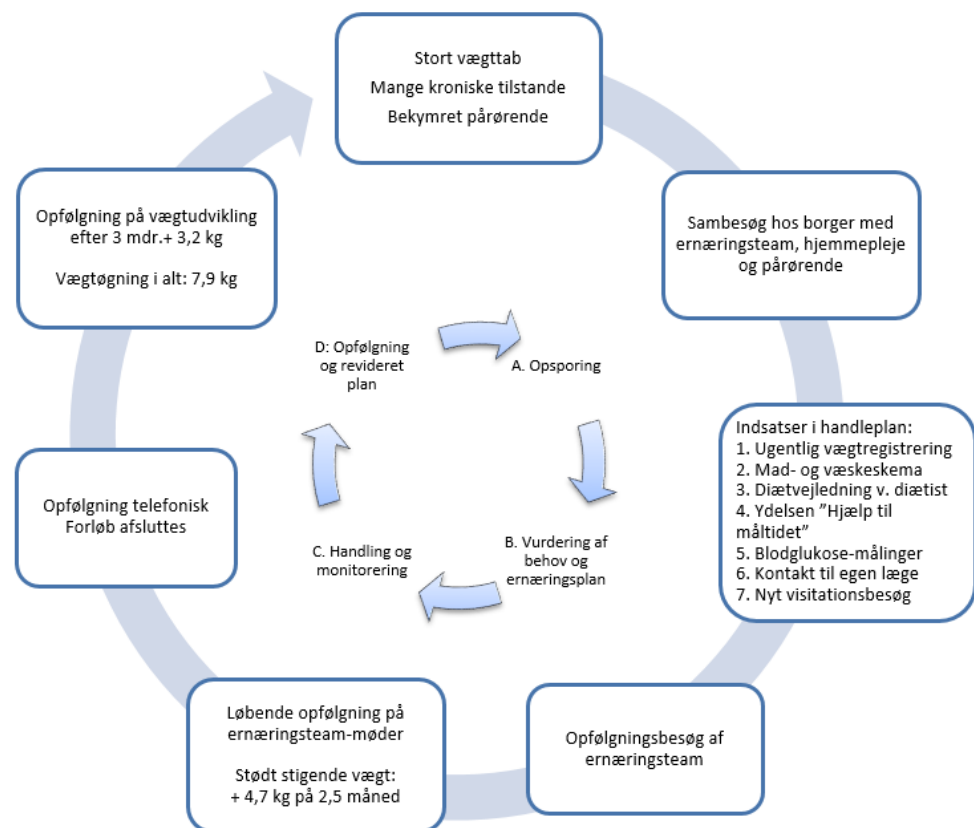 Stort vægttab
Mange kroniske tilstande
Bekymret pårørende
Sambesøg hos borger med
ernæringsteam, hjemmepleje
og pårørende
Indsatser i handleplan:
1. Ugentlig vægtregistrering
2. Mad- og væskeskema
3. Diætvejledning v. diætist
4. Ydelsen ”Hjælp til
måltidet”
5. Blodglukose-målinger
6. Kontakt til egen læge
7. Nyt visitationsbesøg
Opfølgningsbesøg af
ernæringsteam
Løbende opfølgning på
ernæringsteam-møder
Stødt stigende vægt:
+ 4,7 kg på 2,5 måned
Opfølgning telefonisk
Forløb afsluttes
Opfølgning på vægtudvikling
efter 3 mdr.+ 3,2 kg
Vægtøgning i alt: 7,9 kg
A. Opsporing
B. Vurdering af
behov og
ernæringsplan
C. Handling og
monitorering
D: Opfølgning
og revideret
plan